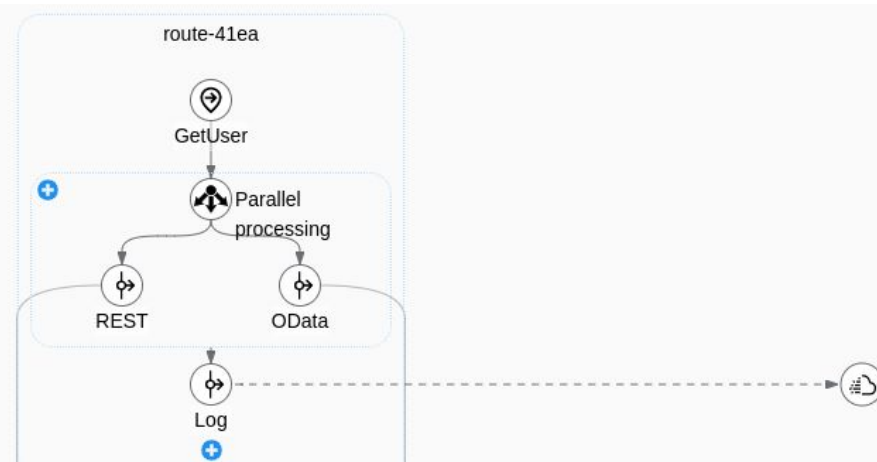 route-41ea
GetUser
Parallel
processing
REST
OData
Log